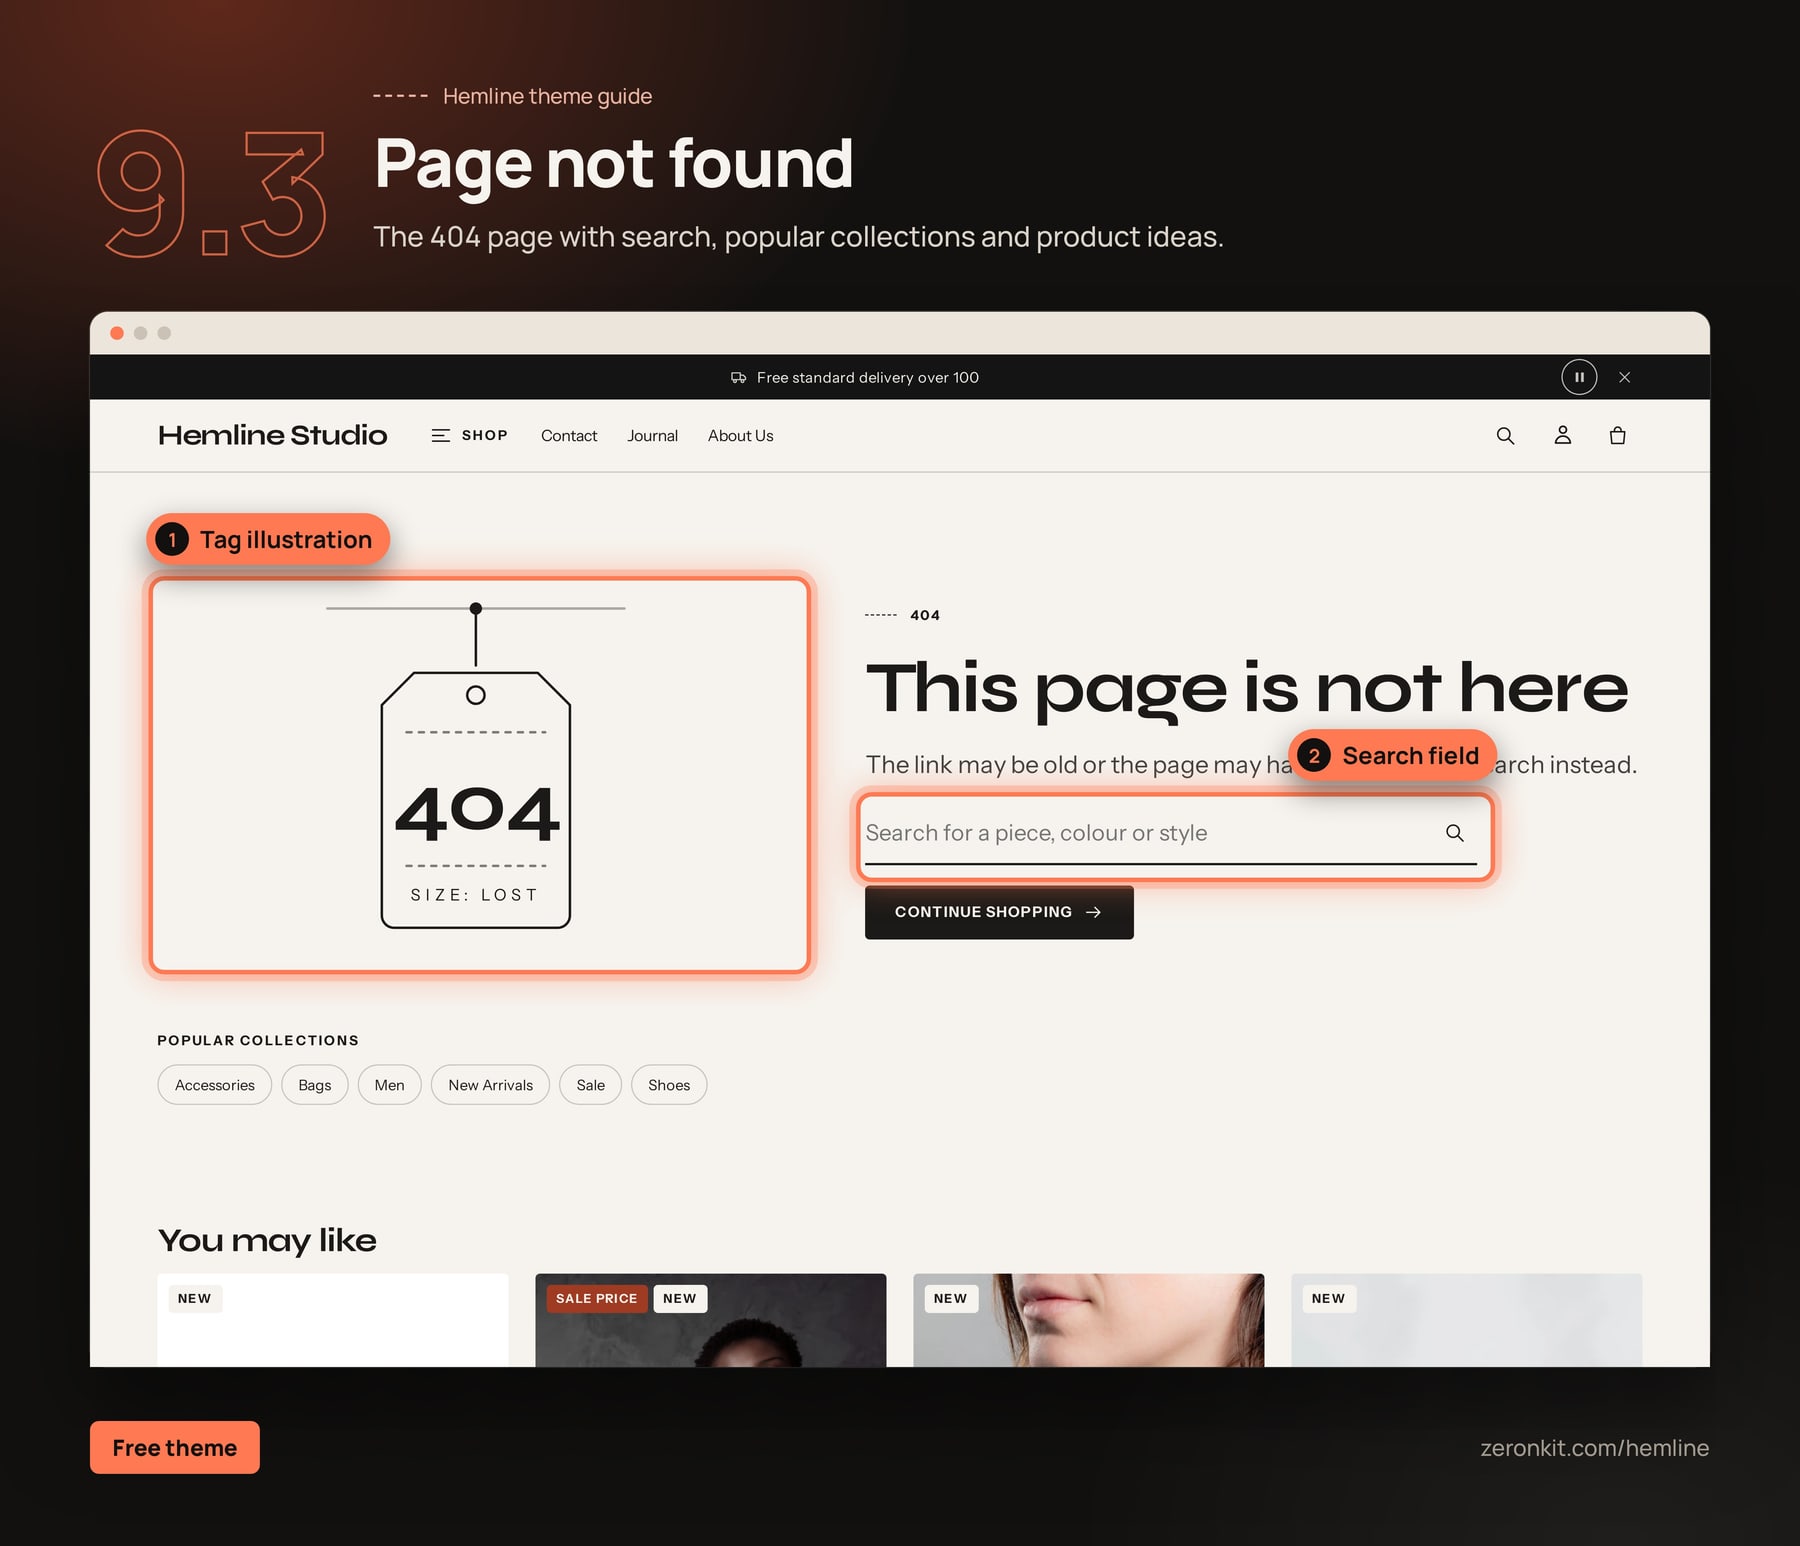 Hemline theme guide
9.3
Page not found
The 404 page with search, popular collections and product ideas.
Free standard delivery over 100
Hemline Studio
SHOP
Contact
Journal
About Us
1 Tag illustration
404
SIZE: LOST
404
This page is not here
The link may be old or the page may ha
2 Search field
arch instead.
Search for a piece, colour or style
CONTINUE SHOPPING
POPULAR COLLECTIONS
Accessories
Bags
Men
New Arrivals
Sale
Shoes
You may like
NEW
SALE PRICE
NEW
NEW
NEW
Free theme
zeronkit.com/hemline